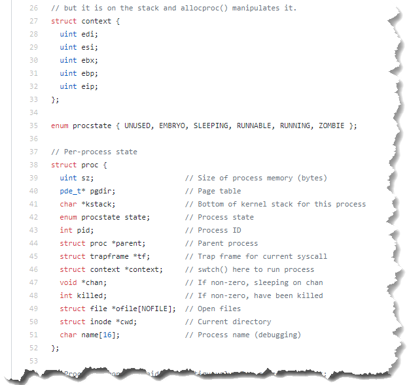 26 // but it is on the stack and allocproc() manipulates it.
27 struct context {
28 uint edi;
29 uint esi;
30 uint ebx;
31 uint ebp;
32 uint eip;
33 };
34
35 enum procstate { UNUSED, EMBRYO, SLEEPING, RUNNABLE, RUNNING, ZOMBIE };
36
37 // Per-process state
38 struct proc {
39 uint sz; // Size of process memory (bytes)
40 pde_t* pgdir; // Page table
41 char *kstack; // Bottom of kernel stack for this process
42 enum procstate state; // Process state
43 int pid; // Process ID
44 struct proc *parent; // Parent process
45 struct trapframe *tf; // Trap frame for current syscall
46 struct context *context; // swtch() here to run process
47 void *chan; // If non-zero, sleeping on chan
48 int killed; // If non-zero, have been killed
49 struct file *ofile[NOFILE]; // Open files
50 struct inode *cwd; // Current directory
51 char name[16]; // Process name (debugging)
52 };
53